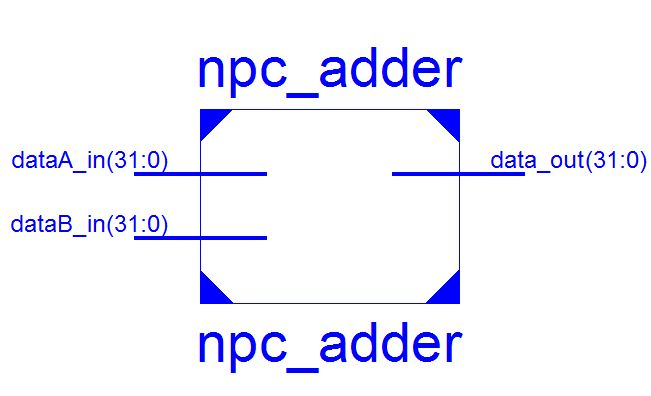 npc_adder
dataA_in(31:0)
data_out(31:0)
dataB_in(31:0)
npc_adder